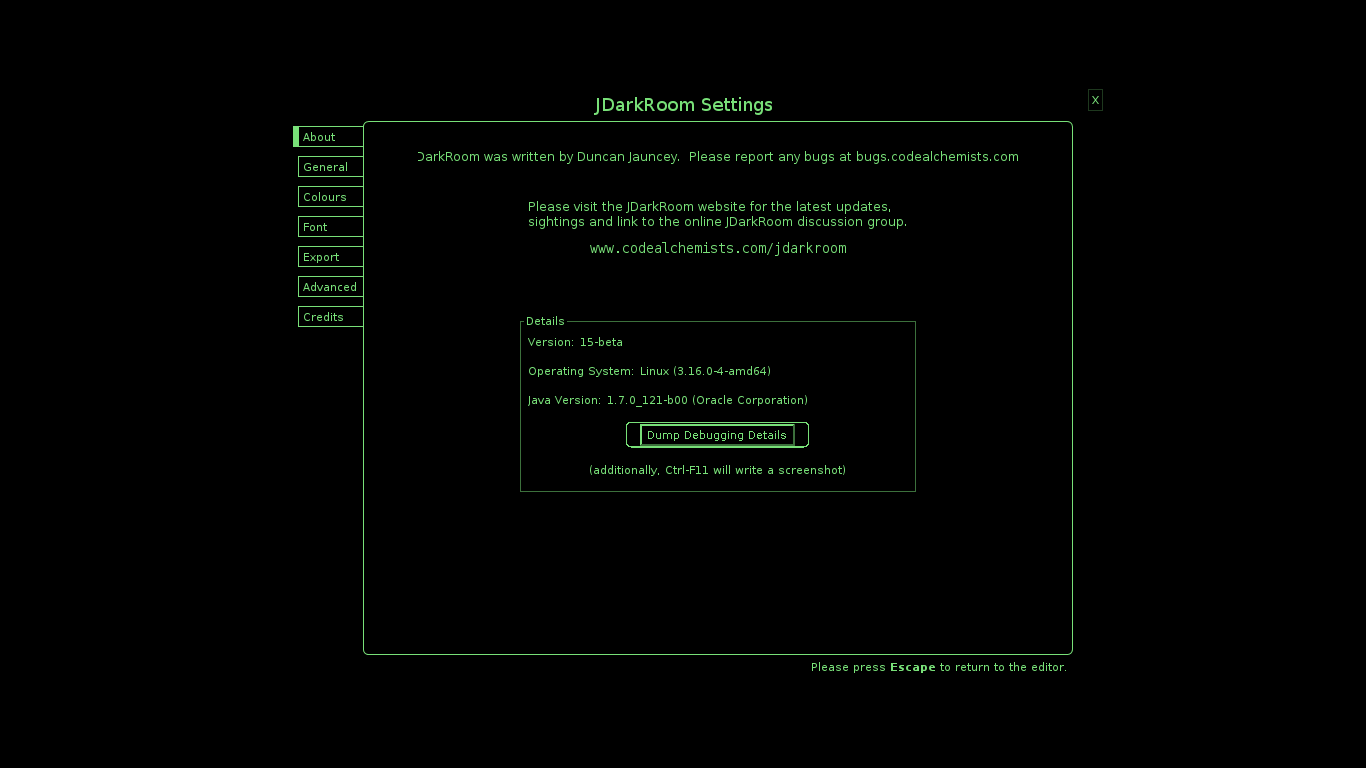 JDarkRoom Settings
X
About
General
Colours
Font
Export
Advanced
Credits
DarkRoom was written by Duncan Jauncey. Please report any bugs at bugs.codealchemists.com
Please visit the JDarkRoom website for the latest updates,
sightings and link to the online JDarkRoom discussion group.
www.codealchemists.com/jdarkroom
Details
Version: 15-beta
Operating System: Linux (3.16.0-4-amd64)
Java Version: 1.7.0_121-b00 (Oracle Corporation)
Dump Debugging Details
(additionally, Ctrl-F11 will write a screenshot)
Please press Escape to return to the editor.